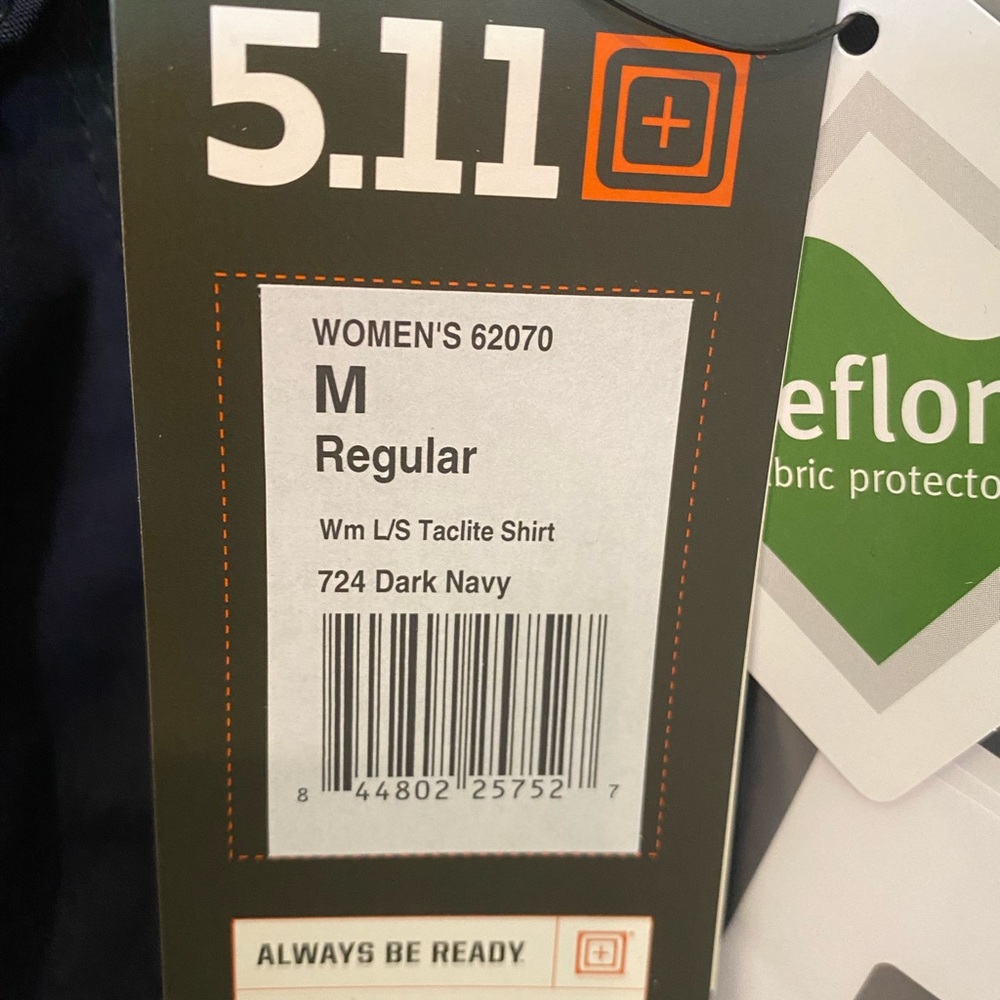 5.11
WOMEN'S 62070
M
Regular
Wm L/S Taclite Shirt
724 Dark Navy
8 44802 25752 7
ALWAYS BE READY
eflon
bric protecto